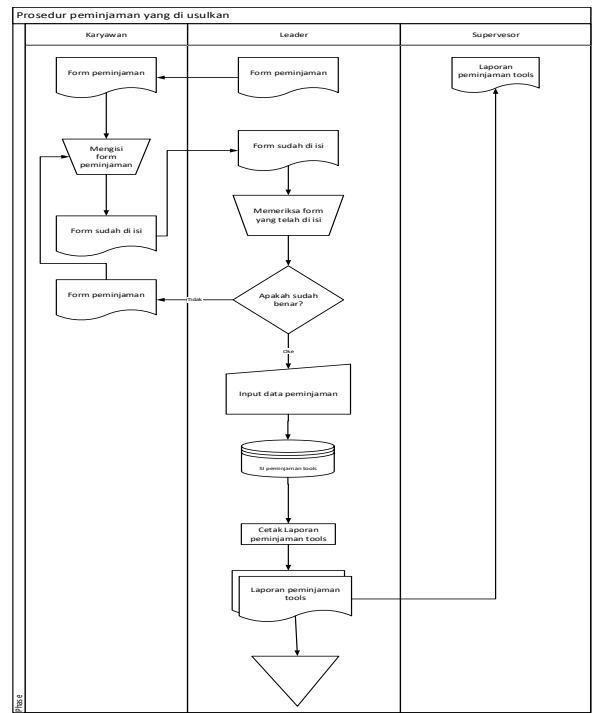 Prosedur peminjaman yang di usulkan
Karyawan
Leader
Supervesor
Form peminjaman
Form peminjaman
Laporan
peminjaman tools
Mengisi
form
peminjaman
Form sudah di isi
Memeriksa form
yang telah di isi
Form sudah di isi
Form peminjaman
Tidak
Apakah sudah
benar?
Oke
Input data peminjaman
SI peminjaman tools
Cetak Laporan
peminjaman tools
Laporan peminjaman
tools
Phase